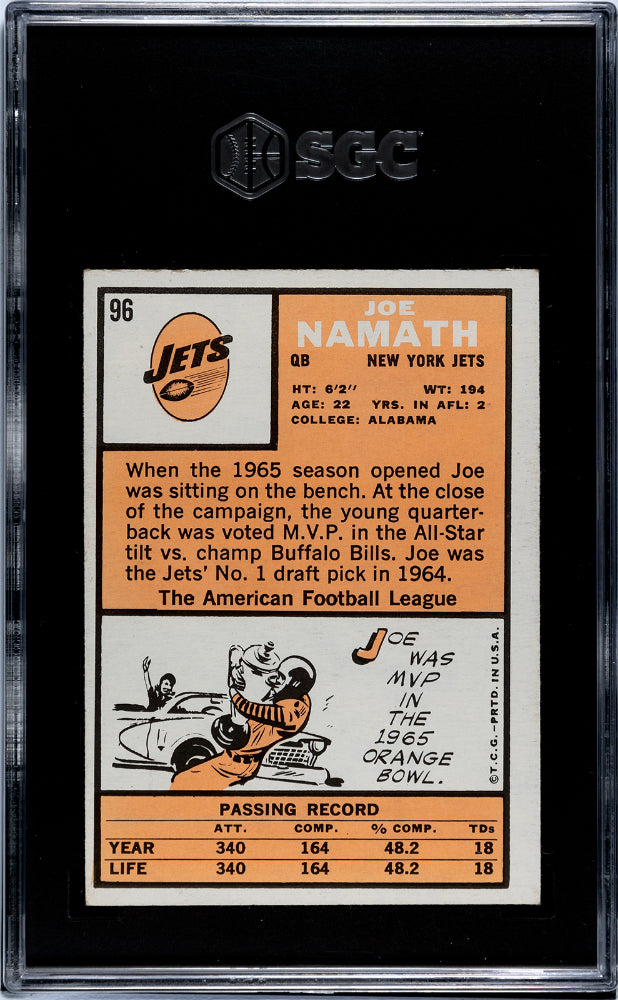 SGC
96
JETS
JOE
NAMATH
QB NEW YORK JETS
HT: 6'2" WT: 194
AGE: 22 YRS. IN AFL: 2
COLLEGE: ALABAMA
When the 1965 season opened Joe
was sitting on the bench. At the close
of the campaign, the young quarter-
back was voted M.V.P. in the All-Star
tilt vs. champ Buffalo Bills. Joe was
the Jets' No. 1 draft pick in 1964.
The American Football League
JOE
WAS
MVP
IN
THE
1965
ORANGE
BOWL.
©T.C.G.-PRTD. IN U.S.A.
PASSING RECORD
ATT. COMP. % COMP. TDs
YEAR 340 164 48.2 18
LIFE 340 164 48.2 18